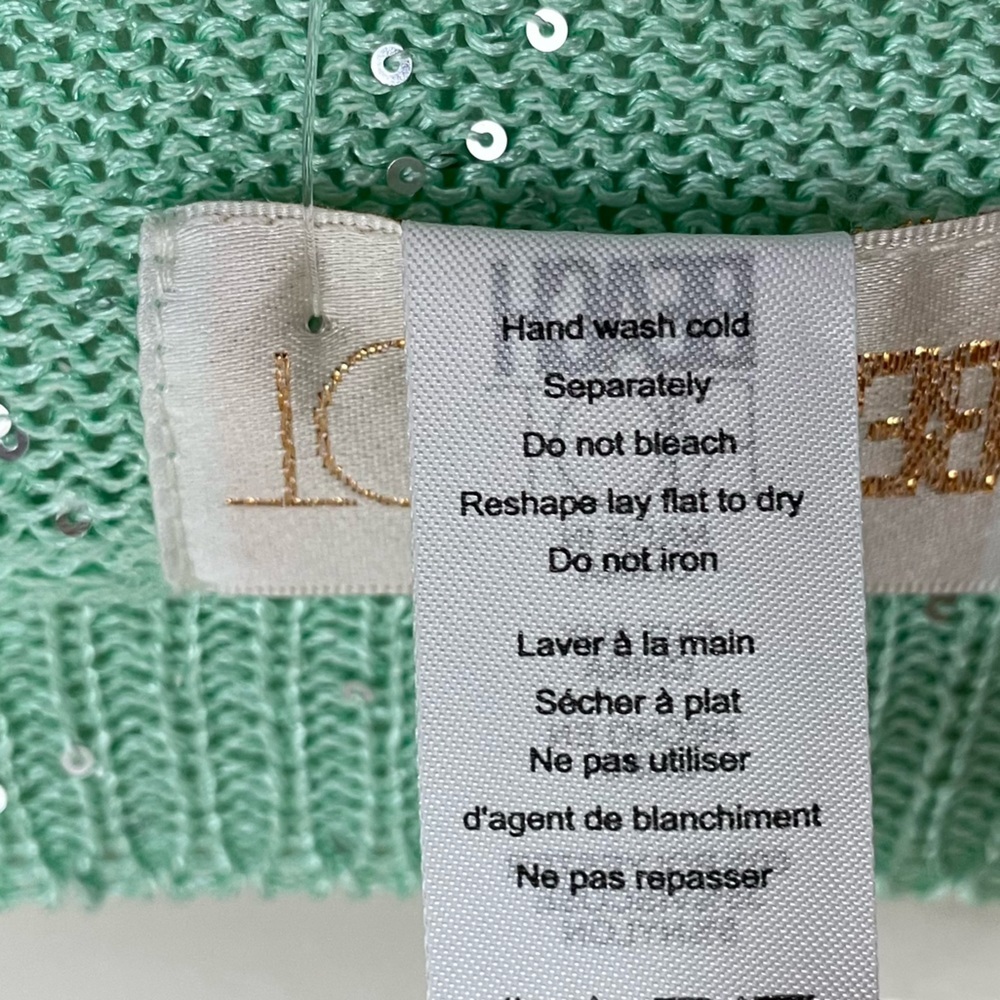 Hand wash cold
Separately
Do not bleach
Reshape lay flat to dry
Do not iron
Laver à la main
Sécher à plat
Ne pas utiliser
d'agent de blanchiment
Ne pas repasser